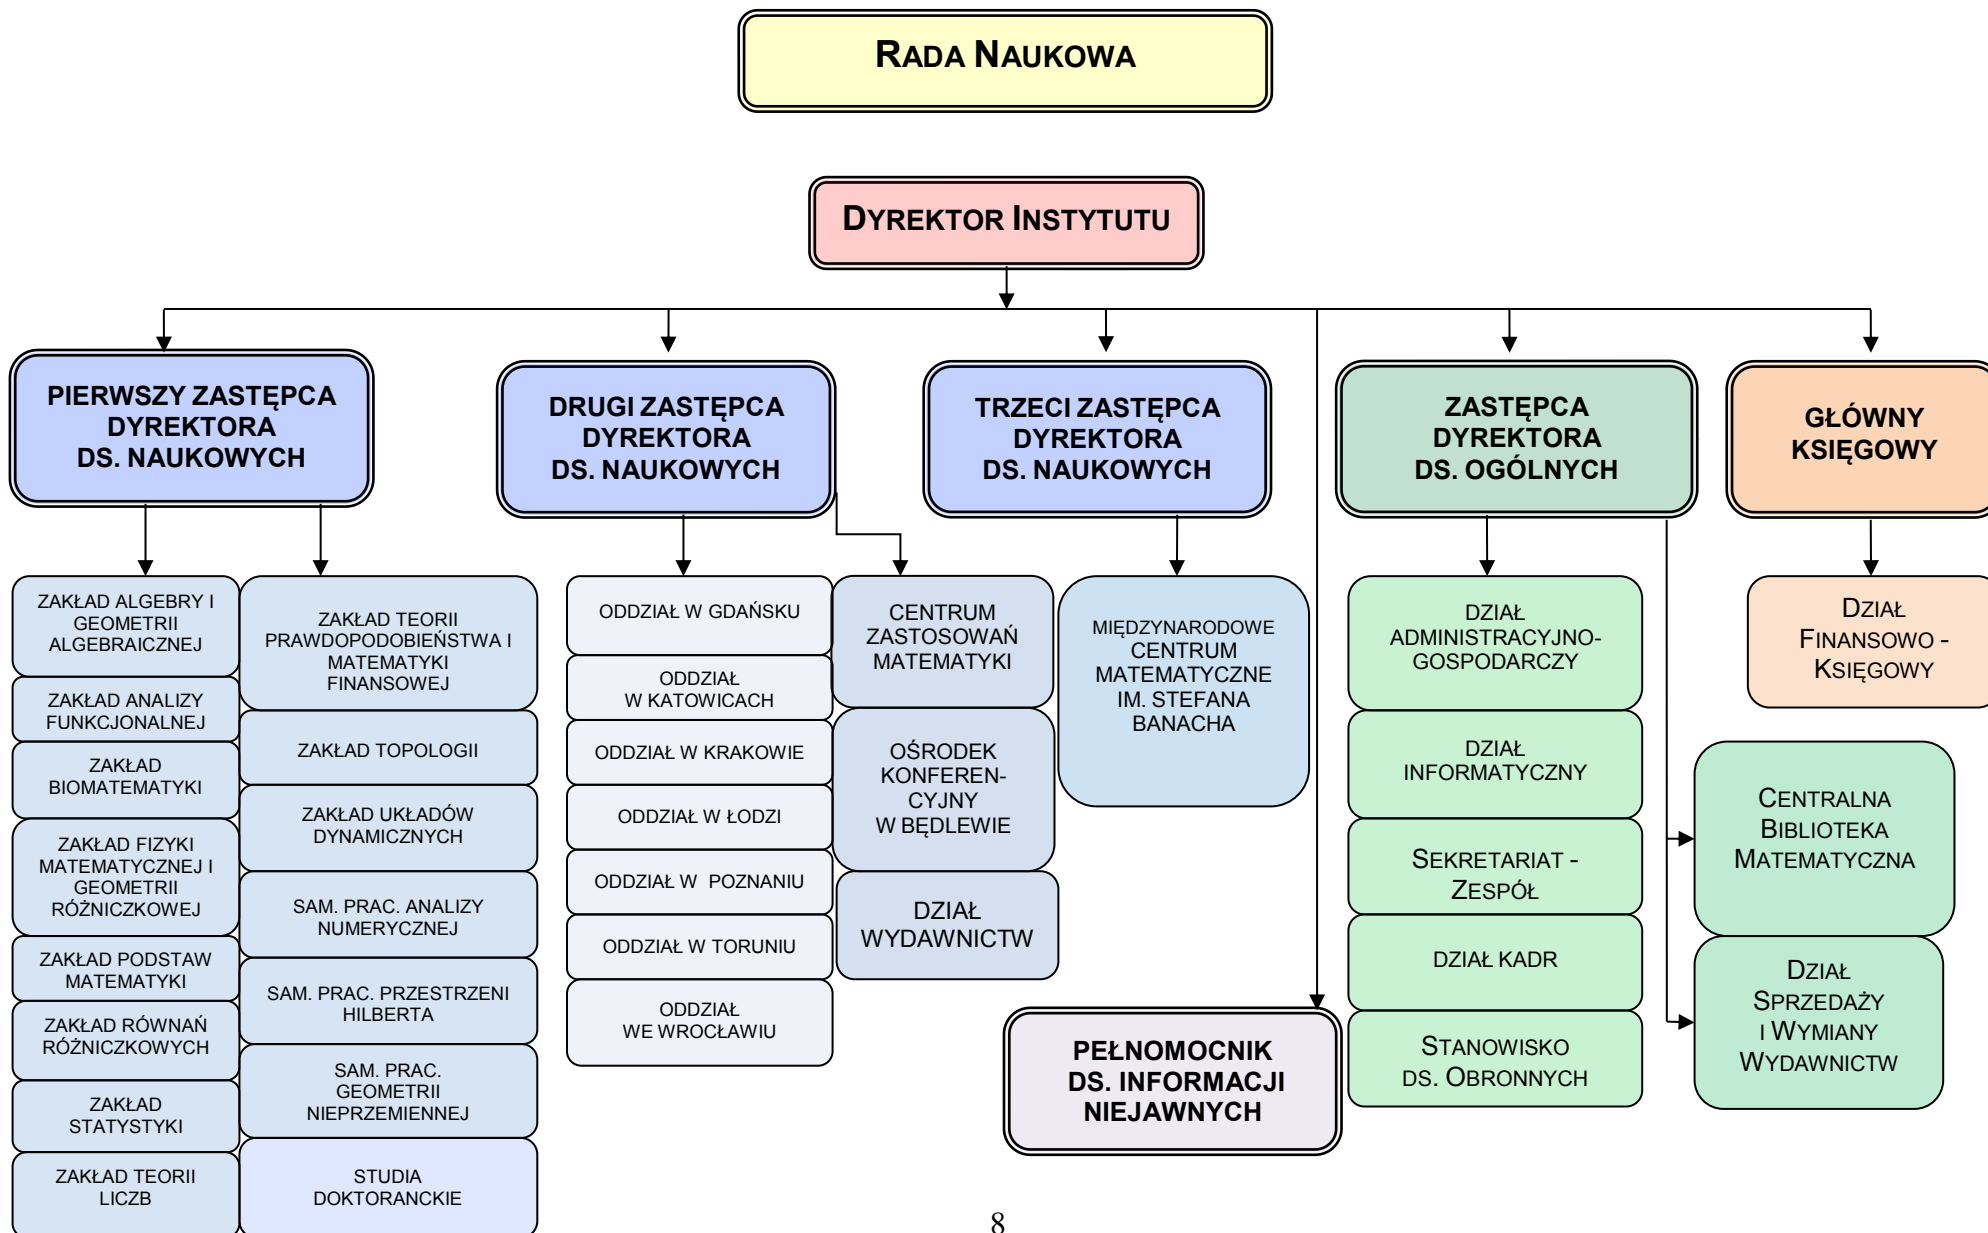 RADA NAUKOWA
DYREKTOR INSTYTUTU
PIERWSZY ZASTĘPCA
DYREKTORA
DS. NAUKOWYCH
DRUGI ZASTĘPCA
DYREKTORA
DS. NAUKOWYCH
TRZECI ZASTĘPCA
DYREKTORA
DS. NAUKOWYCH
ZASTĘPCA
DYREKTORA
DS. OGÓLNYCH
GŁÓWNY
KSIĘGOWY
ZAKŁAD ALGEBRY I
GEOMETRII
ALGEBRAICZNEJ
ZAKŁAD ANALIZY
FUNKCJONALNEJ
ZAKŁAD
BIOMATEMATYKI
ZAKŁAD FIZYKI
MATEMATYCZNEJ I
GEOMETRII
RÓŻNICZKOWEJ
ZAKŁAD PODSTAW
MATEMATYKI
ZAKŁAD RÓWNAŃ
RÓŻNICZKOWYCH
ZAKŁAD
STATYSTYKI
ZAKŁAD TEORII
LICZB
ZAKŁAD TEORII
PRAWDOPODOBIEŃSTWA I
MATEMATYKI
FINANSOWEJ
ZAKŁAD TOPOLOGII
ZAKŁAD UKŁADÓW
DYNAMICZNYCH
SAM. PRAC. ANALIZY
NUMERYCZNEJ
SAM. PRAC. PRZESTRZENI
HILBERTA
SAM. PRAC.
GEOMETRII
NIEPRZEMIENNEJ
STUDIA
DOKTORANCKIE
ODDZIAŁ W GDAŃSKU
ODDZIAŁ
W KATOWICACH
ODDZIAŁ W KRAKOWIE
ODDZIAŁ W ŁODZI
ODDZIAŁ W POZNANIU
ODDZIAŁ W TORUNIU
ODDZIAŁ
WE WROCŁAWIU
CENTRUM
ZASTOSOWAŃ
MATEMATYKI
OŚRODEK
KONFEREN-
CYJNY
W BĘDLEWIE
DZIAŁ
WYDAWNICTW
MIĘDZYNARODOWE
CENTRUM
MATEMATYCZNE
IM. STEFANA
BANACHA
PEŁNOMOCNIK
DS. INFORMACJI
NIEJAWNYCH
DZIAŁ
ADMINISTRACYJNO-
GOSPODARCZY
DZIAŁ
INFORMATYCZNY
SEKRETARIAT -
ZESPÓŁ
DZIAŁ KADR
STANOWISKO
DS. OBRONNYCH
DZIAŁ
FINANSOWO -
KSIĘGOWY
CENTRALNA
BIBLIOTEKA
MATEMATYCZNA
DZIAŁ
SPRZEDAŻY
I WYMIANY
WYDAWNICTW
8